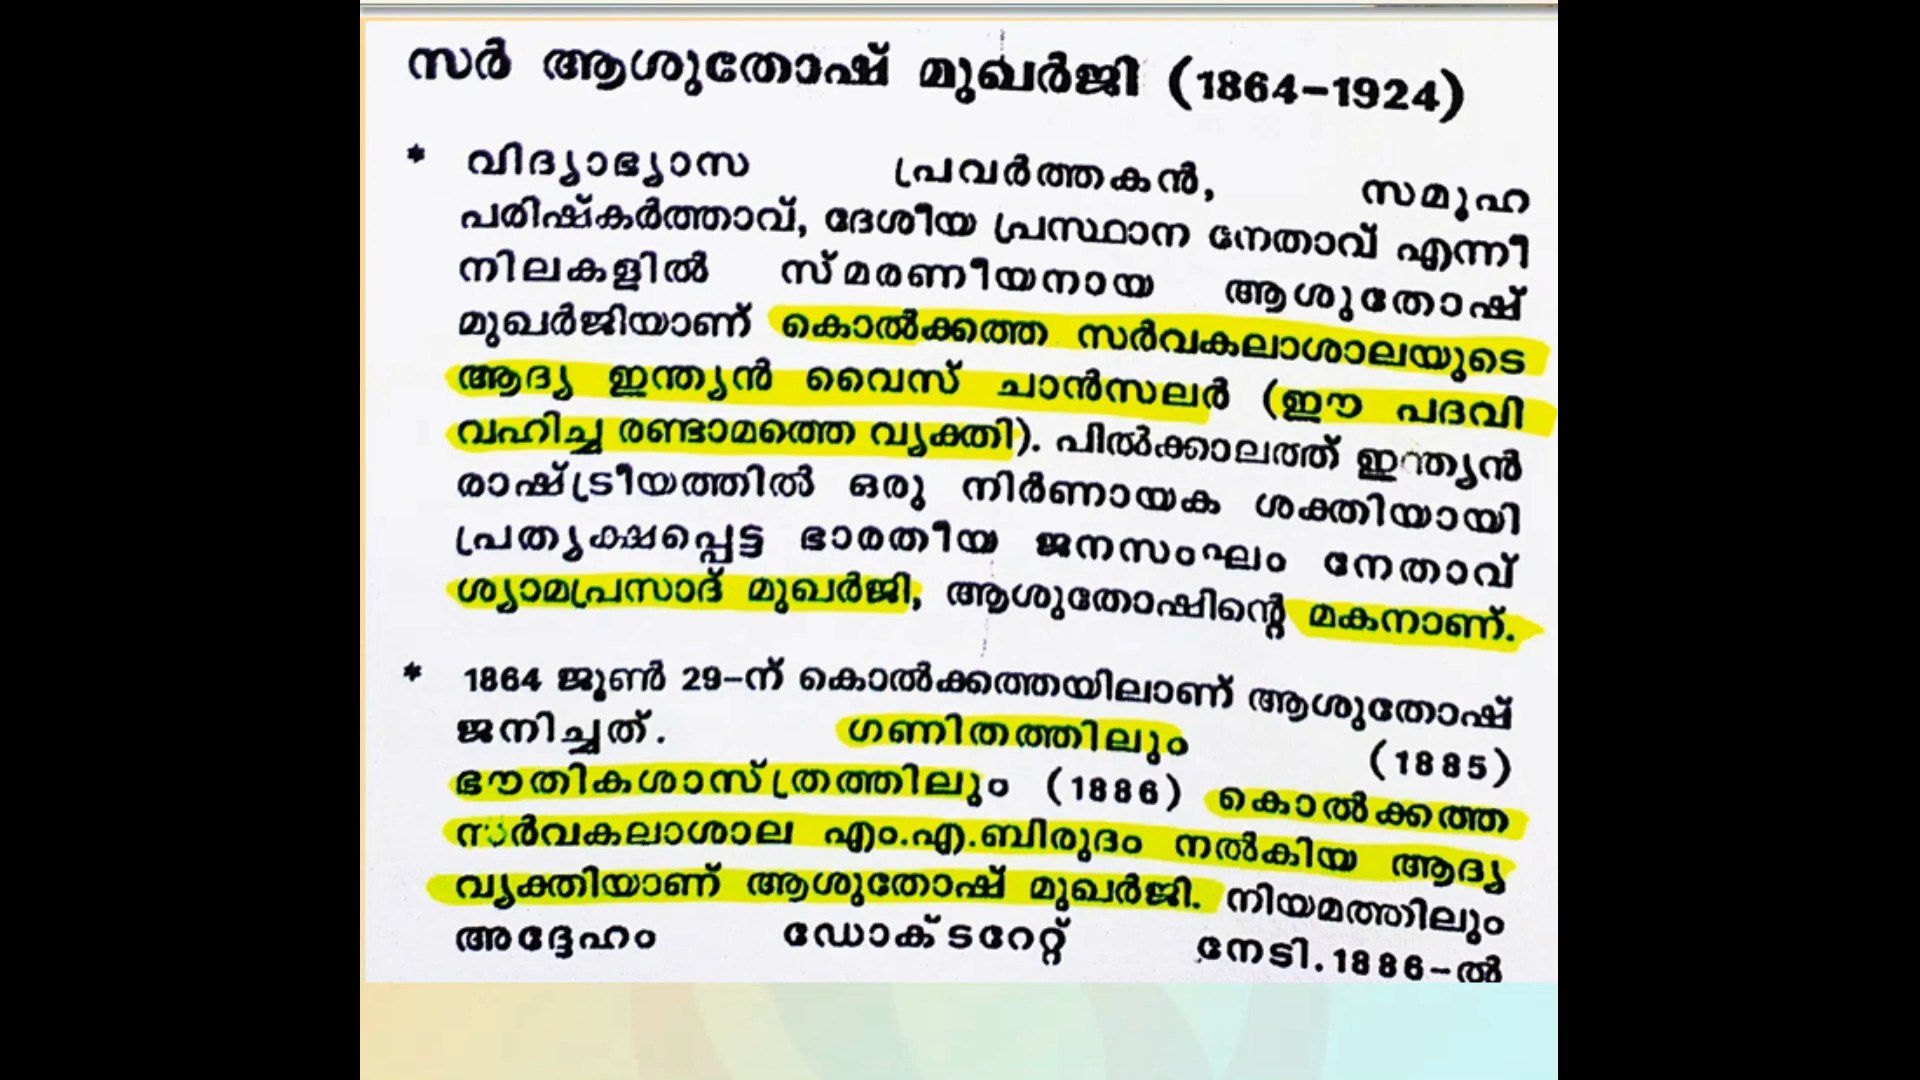 സർ ആശുതോഷ് മുഖർജി (1864-1924)
* വിദ്യാഭ്യാസ പ്രവർത്തകൻ, സമൂഹ
പരിഷ്കർത്താവ്, ദേശീയ പ്രസ്ഥാന നേതാവ് എന്നീ
നിലകളിൽ സ്മരണീയനായ ആശുതോഷ്
മുഖർജിയാണ് കൊൽക്കത്ത സർവകലാശാലയുടെ
ആദ്യ ഇന്ത്യൻ വൈസ് ചാൻസലർ (ഈ പദവി
വഹിച്ച രണ്ടാമത്തെ വ്യക്തി). പിൽക്കാലത്ത് ഇന്ത്യൻ
രാഷ്ട്രീയത്തിൽ ഒരു നിർണായക ശക്തിയായി
പ്രത്യക്ഷപ്പെട്ട ഭാരതീയ ജനസംഘം നേതാവ്
ശ്യാമപ്രസാദ് മുഖർജി, ആശുതോഷിന്റെ മകനാണ്.
* 1864 ജൂൺ 29-ന് കൊൽക്കത്തയിലാണ് ആശുതോഷ്
ജനിച്ചത്. ഗണിതത്തിലും (1885)
ഭൗതികശാസ്ത്രത്തിലും (1886) കൊൽക്കത്ത
സർവകലാശാല എം.എ.ബിരുദം നൽകിയ ആദ്യ
വ്യക്തിയാണ് ആശുതോഷ് മുഖർജി. നിയമത്തിലും
അദ്ദേഹം ഡോക്ടറേറ്റ് നേടി.1886-ൽ